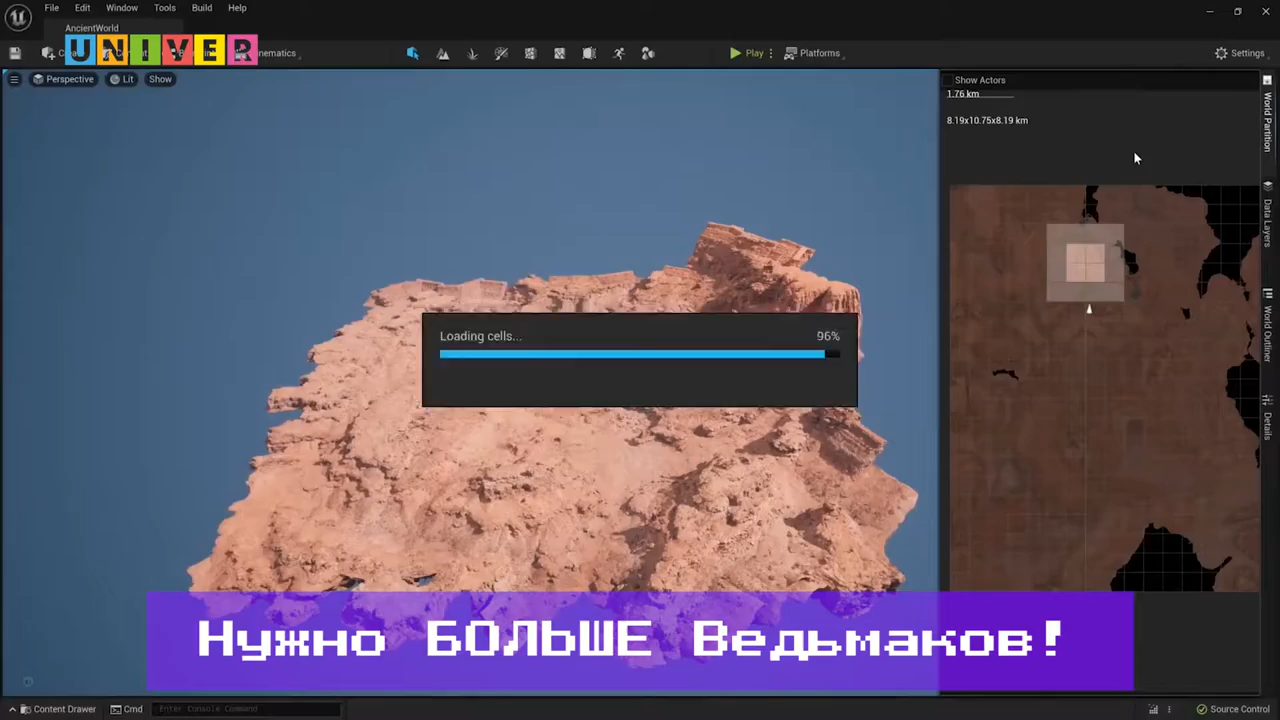 File Edit Window Tools Build Help
AncientWorld
UNIVER
Play
Platforms
Settings
Perspective
Lit
Show
Show Actors
1.76 km
8.19x10.75x8.19 km
World Partition
Data Layers
World Outliner
Details
Loading cells...
96%
Нужно БОЛЬШЕ Ведьмаков!
Content Drawer
Cmd
Enter Console Command
Source Control